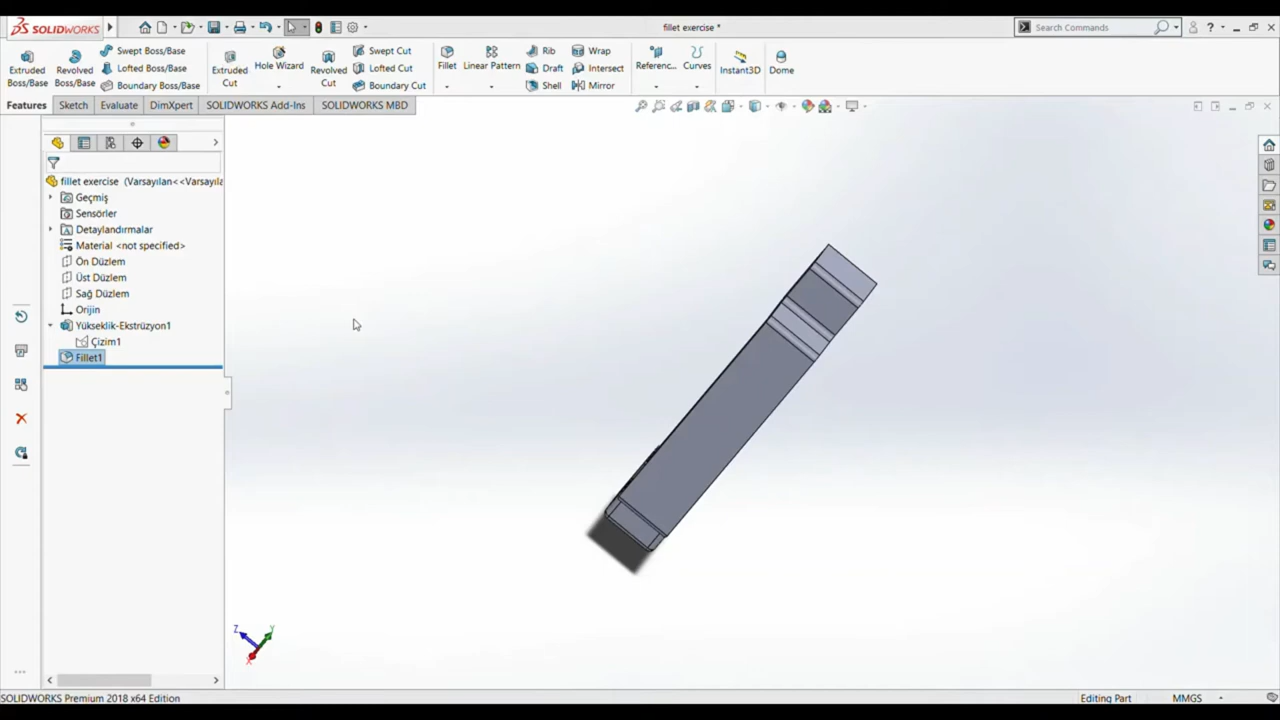 SOLIDWORKS
fillet exercise *
Search Commands
Extruded Boss/Base
Revolved Boss/Base
Swept Boss/Base
Lofted Boss/Base
Boundary Boss/Base
Extruded Cut
Hole Wizard
Revolved Cut
Swept Cut
Lofted Cut
Boundary Cut
Fillet
Linear Pattern
Rib
Draft
Shell
Wrap
Intersect
Mirror
Referenc...
Curves
Instant3D
Dome
Features
Sketch
Evaluate
DimXpert
SOLIDWORKS Add-Ins
SOLIDWORKS MBD
fillet exercise (Varsayılan<<Varsayıla
Geçmiş
Sensörler
Detaylandırmalar
Material <not specified>
Ön Düzlem
Üst Düzlem
Sağ Düzlem
Orijin
Yükseklik-Ekstrüzyon1
Çizim1
Fillet1
Z
Y
X
SOLIDWORKS Premium 2018 x64 Edition
Editing Part
MMGS